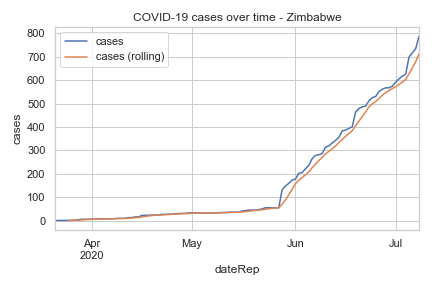 COVID-19 cases over time - Zimbabwe
cases
cases (rolling)
800
700
600
500
400
300
200
100
0
cases
Apr
2020
May
Jun
Jul
dateRep